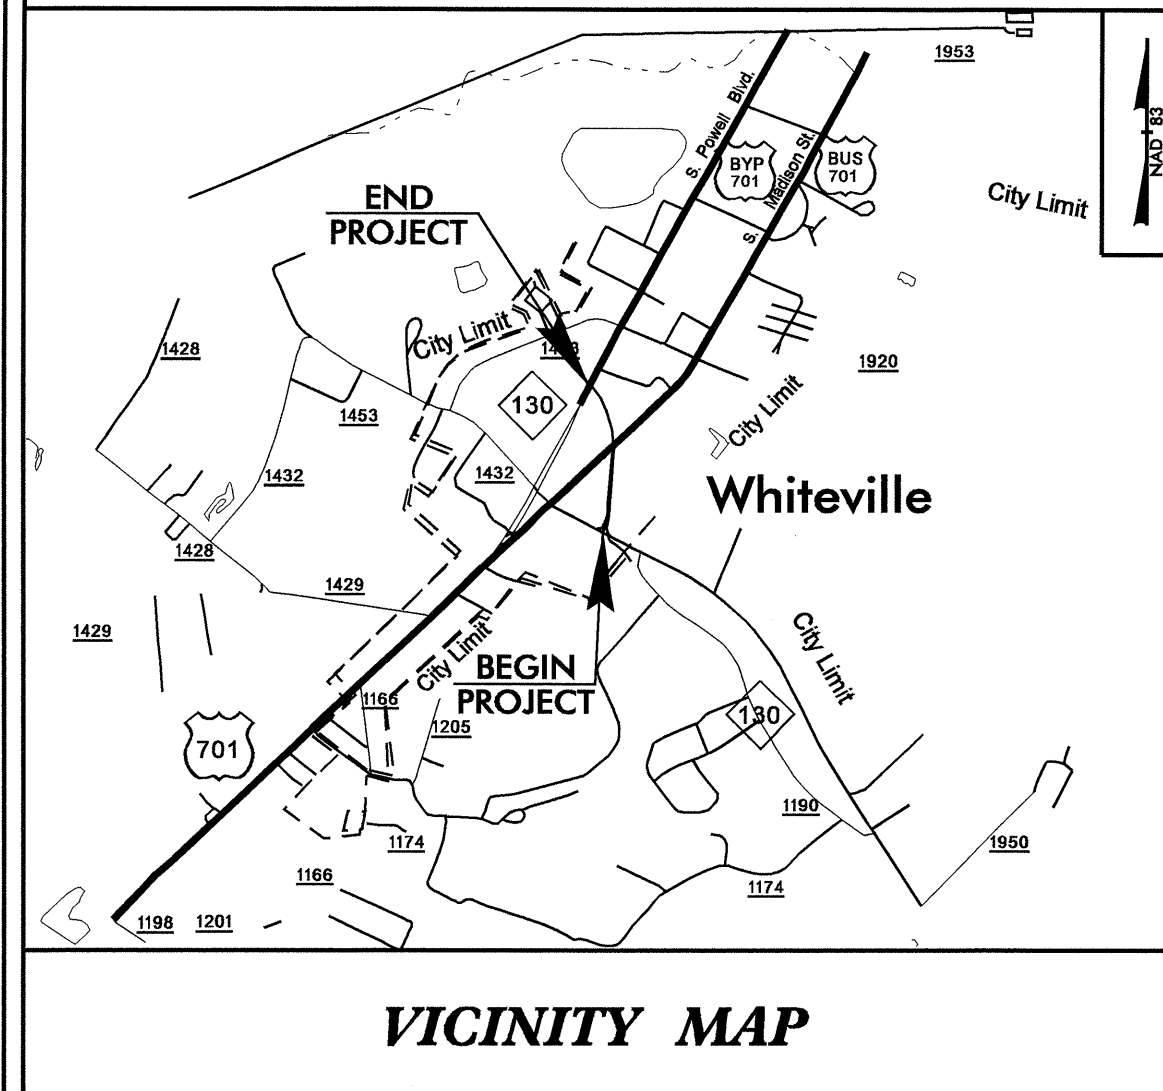 1953
S. Powell Blvd.
NAD 83
BYP
701
S. Madison St.
BUS
701
City Limit
END
PROJECT
City Limit
1428
1920
130
City Limit
1453
1432
1432
Whiteville
1428
1429
1429
City Limit
City Limit
BEGIN
PROJECT
1166
130
1205
701
1190
1174
1950
1166
1174
1198
1201
VICINITY MAP